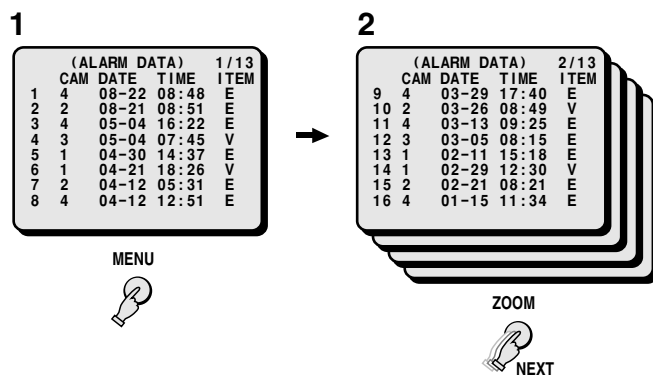 1
(ALARM DATA) 1/13
CAM DATE TIME ITEM
1 4 08-22 08:48 E
2 2 08-21 08:51 E
3 4 05-04 16:22 E
4 3 05-04 07:45 V
5 1 04-30 14:37 E
6 1 04-21 18:26 V
7 2 04-12 05:31 E
8 4 04-12 12:51 E
MENU
2
(ALARM DATA) 2/13
CAM DATE TIME ITEM
9 4 03-29 17:40 E
10 2 03-26 08:49 V
11 4 03-13 09:25 E
12 3 03-05 08:15 E
13 1 02-11 15:18 E
14 1 02-29 12:30 V
15 2 02-21 08:21 E
16 4 01-15 11:34 E
ZOOM
NEXT